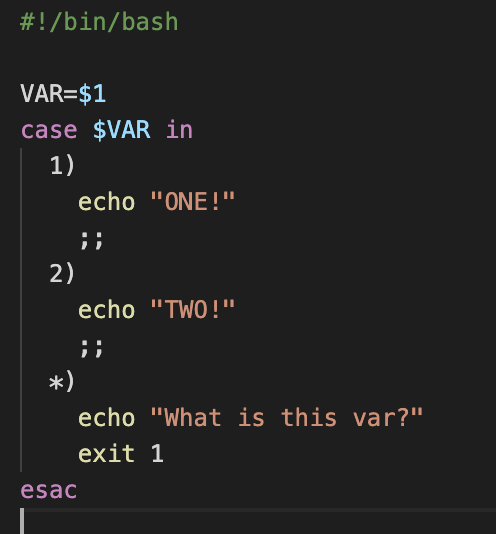 #!/bin/bash

VAR=$1
case $VAR in
  1)
    echo "ONE!"
    ;;
  2)
    echo "TWO!"
    ;;
  *)
    echo "What is this var?"
    exit 1
esac